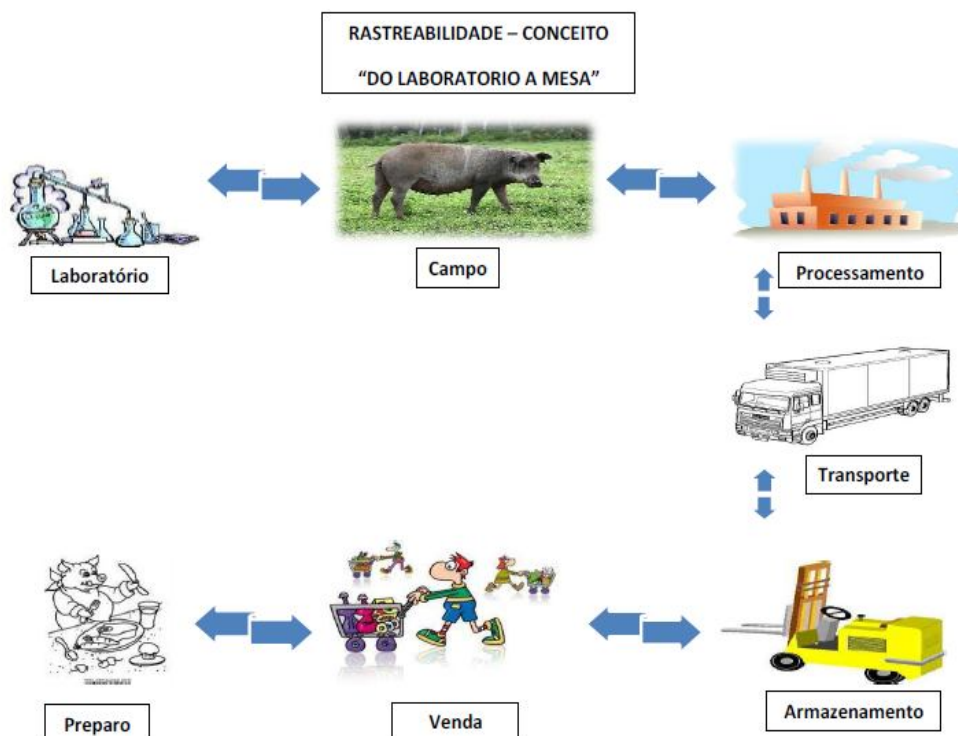 RASTREABILIDADE – CONCEITO
“DO LABORATORIO A MESA”
Laboratório
Campo
Processamento
Transporte
Armazenamento
Venda
Preparo